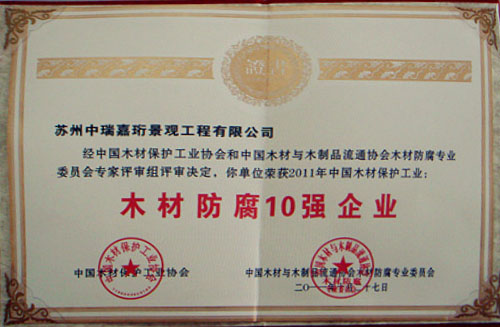 證書
苏州中瑞嘉珩景观工程有限公司
经中国木材保护工业协会和中国木材与木制品流通协会木材防腐专业
委员会专家评审组评审决定，你单位荣获2011年中国木材保护工业：
木材防腐10强企业
中国木材保护工业协会
中国木材与木制品流通协会木材防腐专业委员会